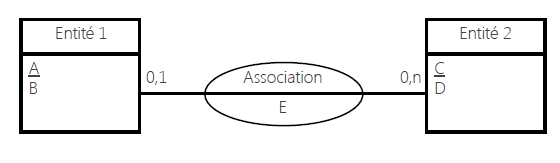 Entité 1
A
B
0,1
Association
E
0,n
Entité 2
C
D